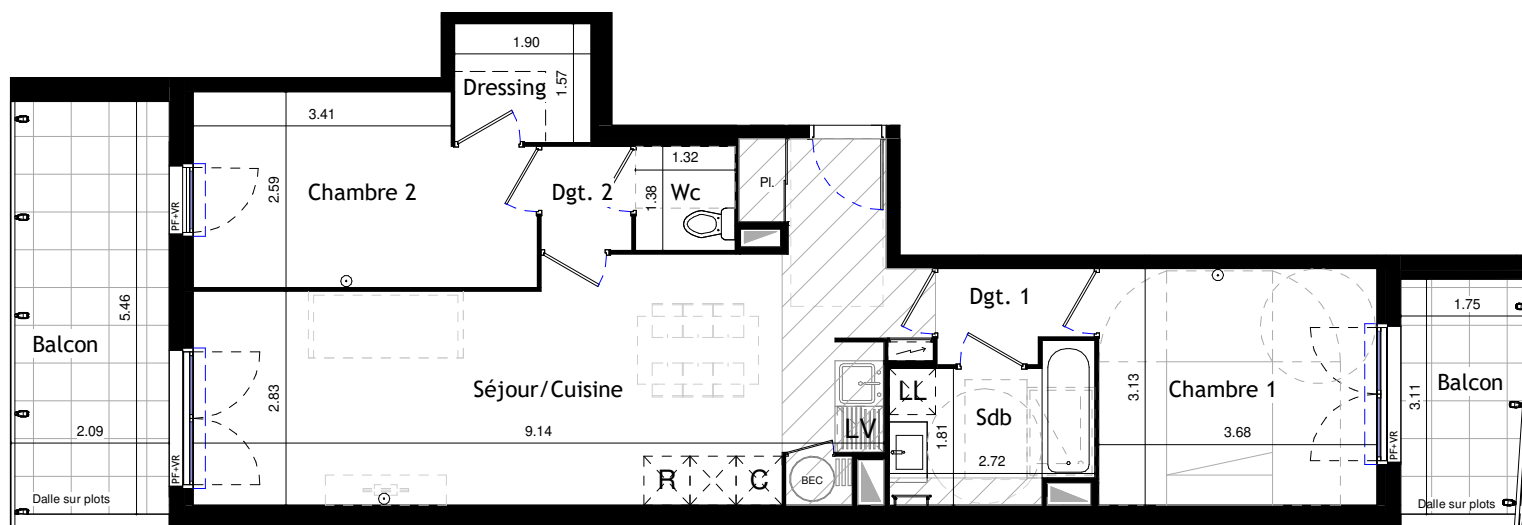 1.90
1.57
Dressing
3.41
2.59
Chambre 2
Dgt. 2
1.32
1.38
Wc
Pl.
PF+VR
5.46
Balcon
2.09
Dalle sur plots
2.83
PF+VR
Séjour/Cuisine
9.14
R
C
BEC
LV
LL
Dgt. 1
Sdb
1.81
2.72
3.13
Chambre 1
3.68
PF+VR
1.75
3.11
Balcon
Dalle sur plots